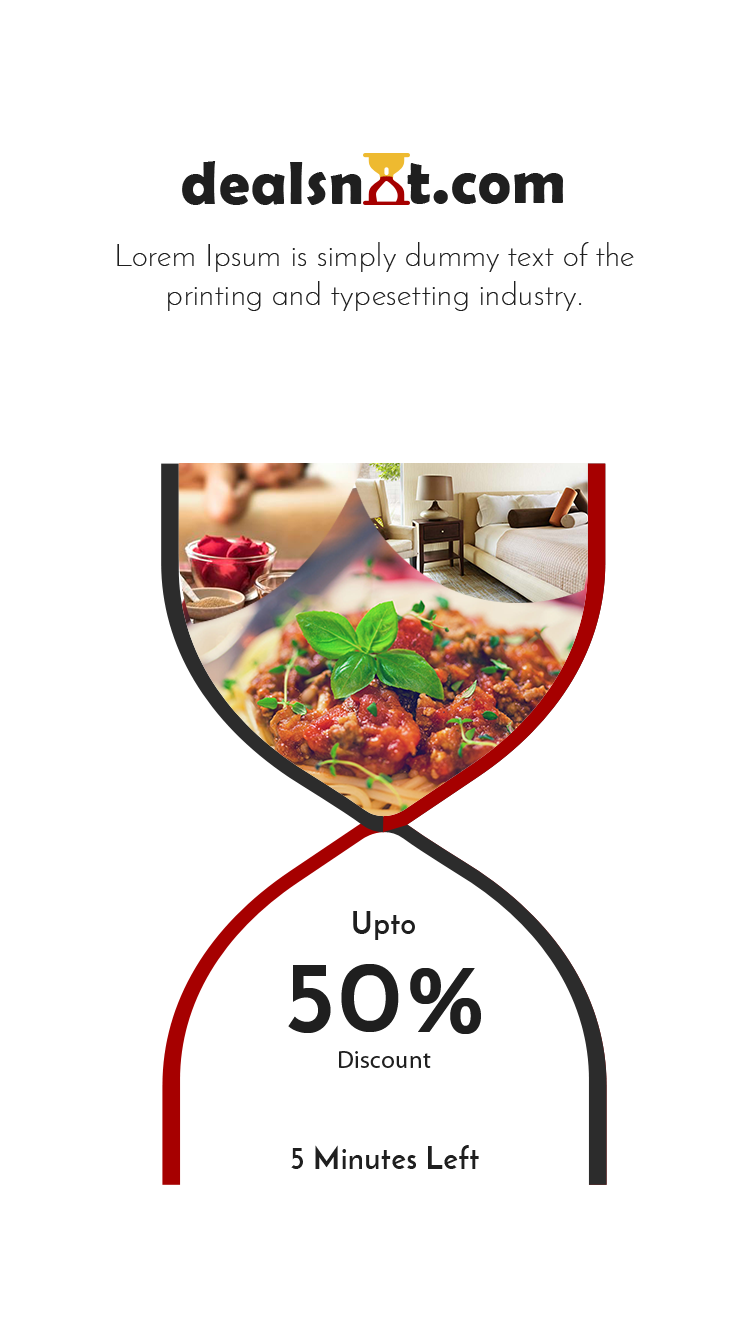 dealsnot.com
Lorem Ipsum is simply dummy text of the
printing and typesetting industry.
Upto
50%
Discount
5 Minutes Left